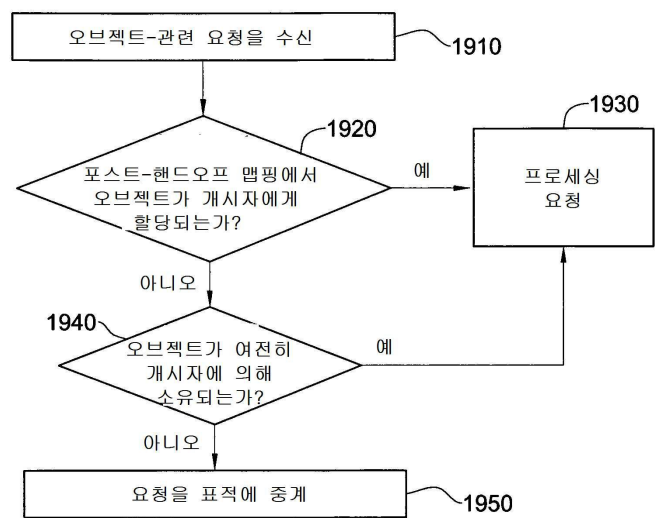 오브젝트-관련 요청을 수신
1910
1920
포스트-핸드오프 맵핑에서
오브젝트가 개시자에게
할당되는가?
예
1930
프로세싱
요청
아니오
1940
오브젝트가 여전히
개시자에 의해
소유되는가?
예
아니오
요청을 표적에 중계
1950